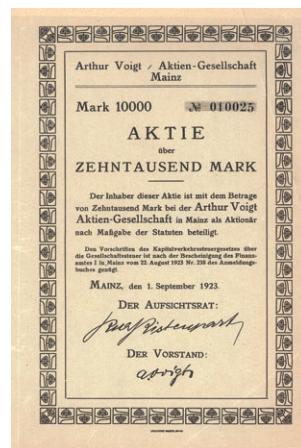 Arthur Voigt / Aktien-Gesellschaft
Mainz
Mark 10000 № 010025
AKTIE
über
ZEHNTAUSEND MARK
Der Inhaber dieser Aktie ist mit dem Betrage
von Zehntausend Mark bei der Arthur Voigt
Aktien-Gesellschaft in Mainz als Aktionär
nach Maßgabe der Statuten beteiligt.
Den Vorschriften des Kapitalverkehrsteuergesetzes über
die Gesellschaftsteuer ist nach der Bescheinigung des Finanz-
amtes I in Mainz vom 22. August 1923 Nr. 238 des Anmeldungs-
buches genügt.
MAINZ, den 1. September 1923.
DER AUFSICHTSRAT:
DER VORSTAND: